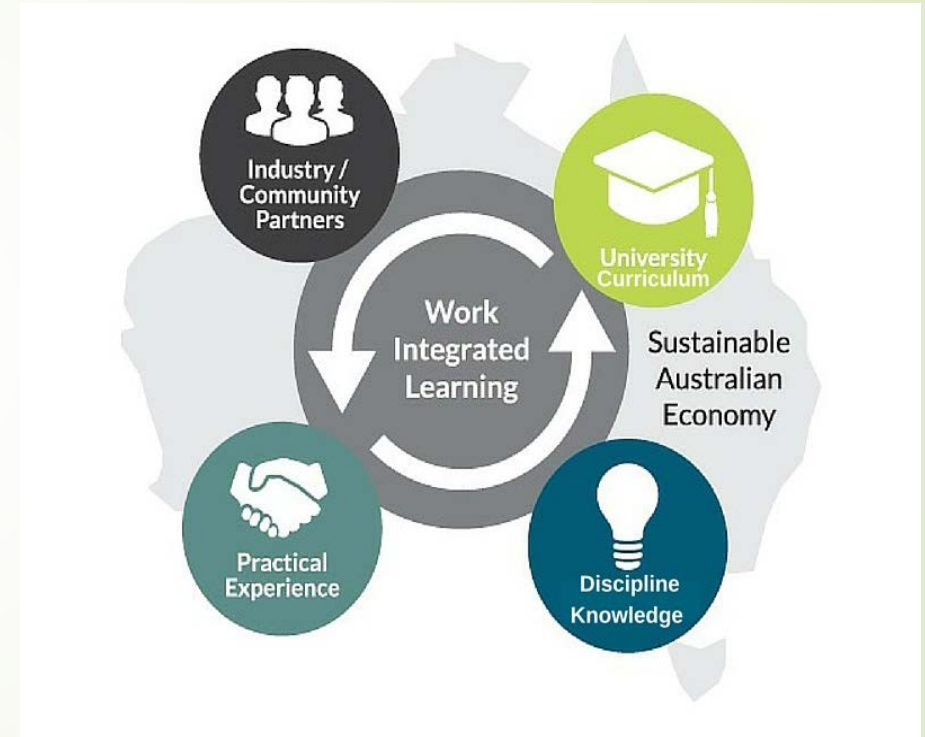 Industry /
Community
Partners
University
Curriculum
Work
Integrated
Learning
Sustainable
Australian
Economy
Practical
Experience
Discipline
Knowledge